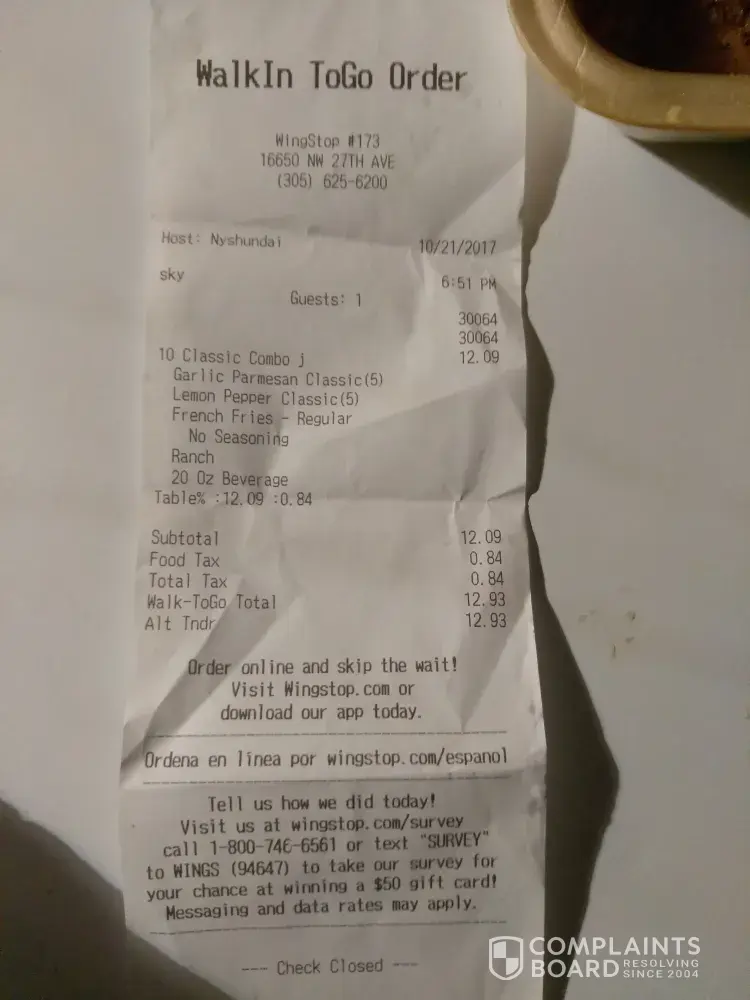 WalkIn ToGo Order
WingStop #173
16650 NW 27TH AVE
(305) 625-6200
Host: Nyshundai 10/21/2017
sky 6:51 PM
Guests: 1
30064
30064
10 Classic Combo j 12.09
Garlic Parmesan Classic(5)
Lemon Pepper Classic(5)
French Fries - Regular
No Seasoning
Ranch
20 Oz Beverage
Table% :12.09 :0.84
Subtotal 12.09
Food Tax 0.84
Total Tax 0.84
Walk-ToGo Total 12.93
Alt Tndr 12.93
Order online and skip the wait!
Visit Wingstop.com or
download our app today.
Ordena en línea por wingstop.com/espanol
Tell us how we did today!
Visit us at wingstop.com/survey
call 1-800-746-6561 or text "SURVEY"
to WINGS (94647) to take our survey for
your chance at winning a $50 gift card!
Messaging and data rates may apply.
--- Check Closed ---
COMPLAINTS
BOARD RESOLVING
SINCE 2004